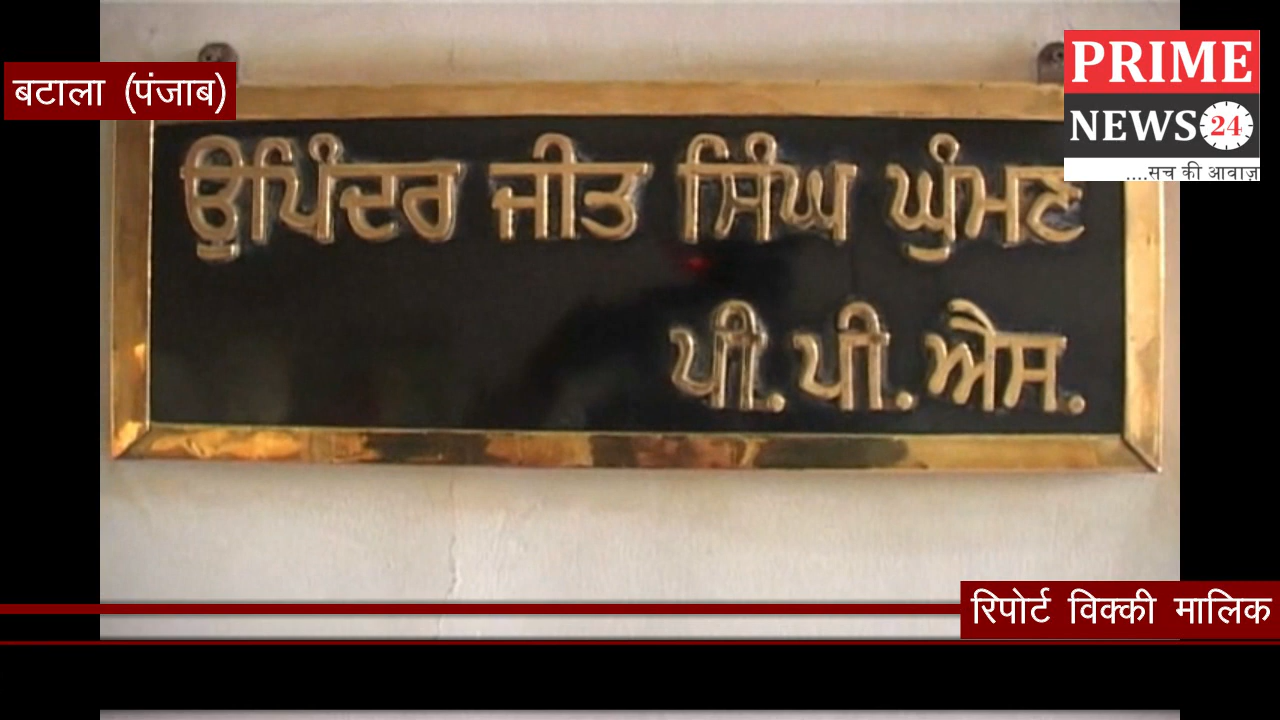 बटाला (पंजाब)
PRIME
NEWS 24
....सच की आवाज़
ਉਪਿੰਦਰ ਜੀਤ ਸਿੰਘ ਘੁੰਮਣ
ਪੀ.ਪੀ.ਐਸ.
रिपोर्ट विक्की मालिक